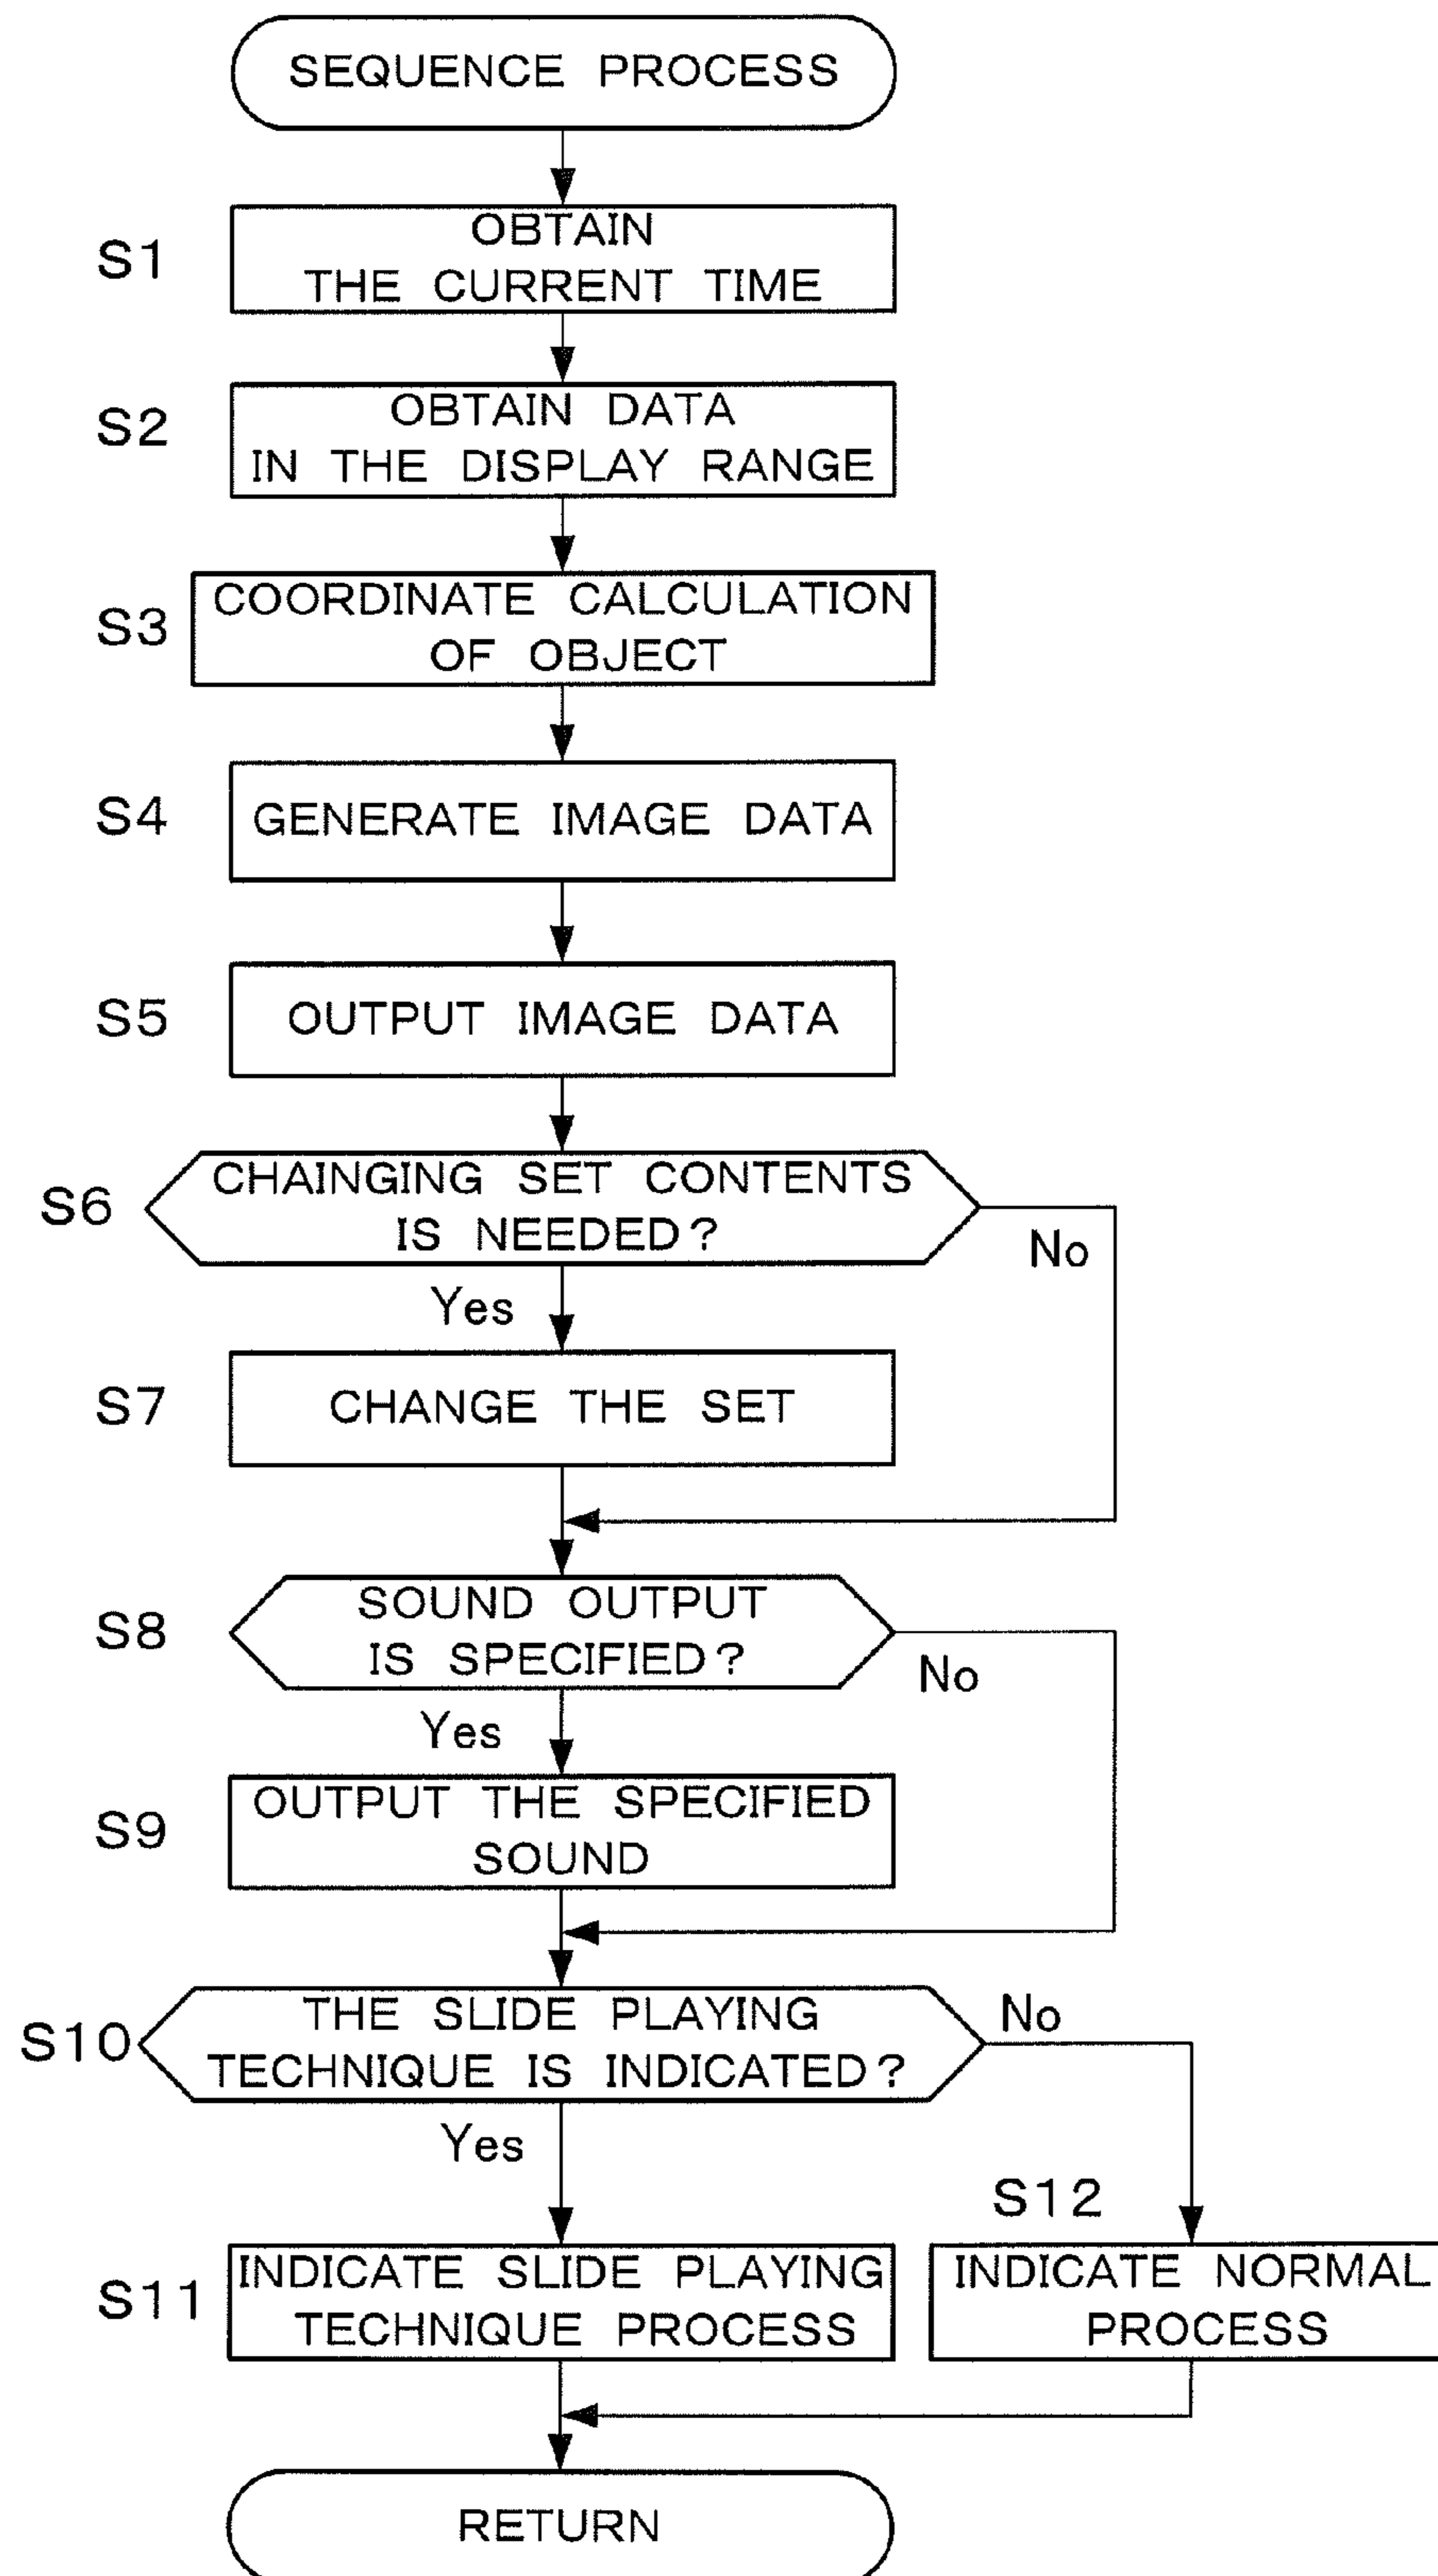 SEQUENCE PROCESS
S1
OBTAIN
THE CURRENT TIME
S2
OBTAIN DATA
IN THE DISPLAY RANGE
S3
COORDINATE CALCULATION
OF OBJECT
S4
GENERATE IMAGE DATA
S5
OUTPUT IMAGE DATA
S6
CHAINGING SET CONTENTS
IS NEEDED?
No
Yes
S7
CHANGE THE SET
S8
SOUND OUTPUT
IS SPECIFIED?
No
Yes
S9
OUTPUT THE SPECIFIED
SOUND
S10
THE SLIDE PLAYING
TECHNIQUE IS INDICATED?
No
Yes
S11
INDICATE SLIDE PLAYING
TECHNIQUE PROCESS
S12
INDICATE NORMAL
PROCESS
RETURN